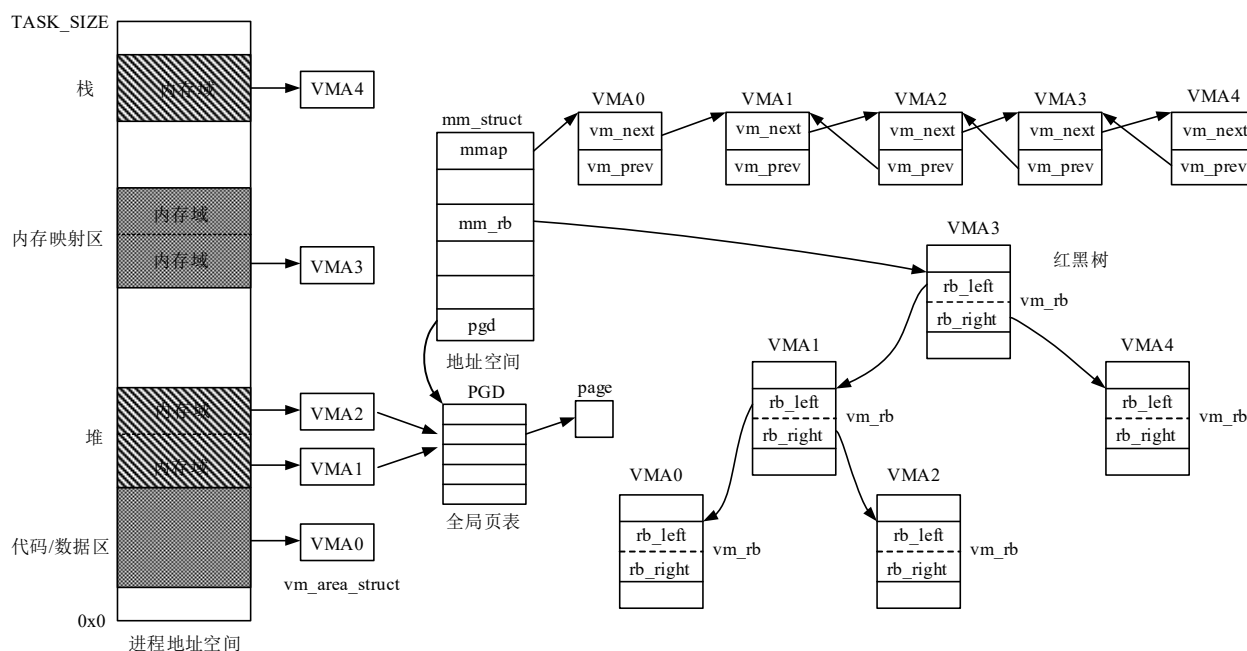 TASK_SIZE
栈
内存域
VMA4
内存映射区
内存域
内存域
VMA3
堆
内存域
内存域
VMA2
VMA1
代码/数据区
VMA0
vm_area_struct
0x0
进程地址空间
mm_struct
mmap
mm_rb
pgd
地址空间
PGD
全局页表
page
VMA0
vm_next
vm_prev
VMA1
vm_next
vm_prev
VMA2
vm_next
vm_prev
VMA3
vm_next
vm_prev
VMA4
vm_next
vm_prev
红黑树
VMA3
rb_left
rb_right
vm_rb
VMA1
rb_left
rb_right
vm_rb
VMA4
rb_left
rb_right
vm_rb
VMA0
rb_left
rb_right
vm_rb
VMA2
rb_left
rb_right
vm_rb